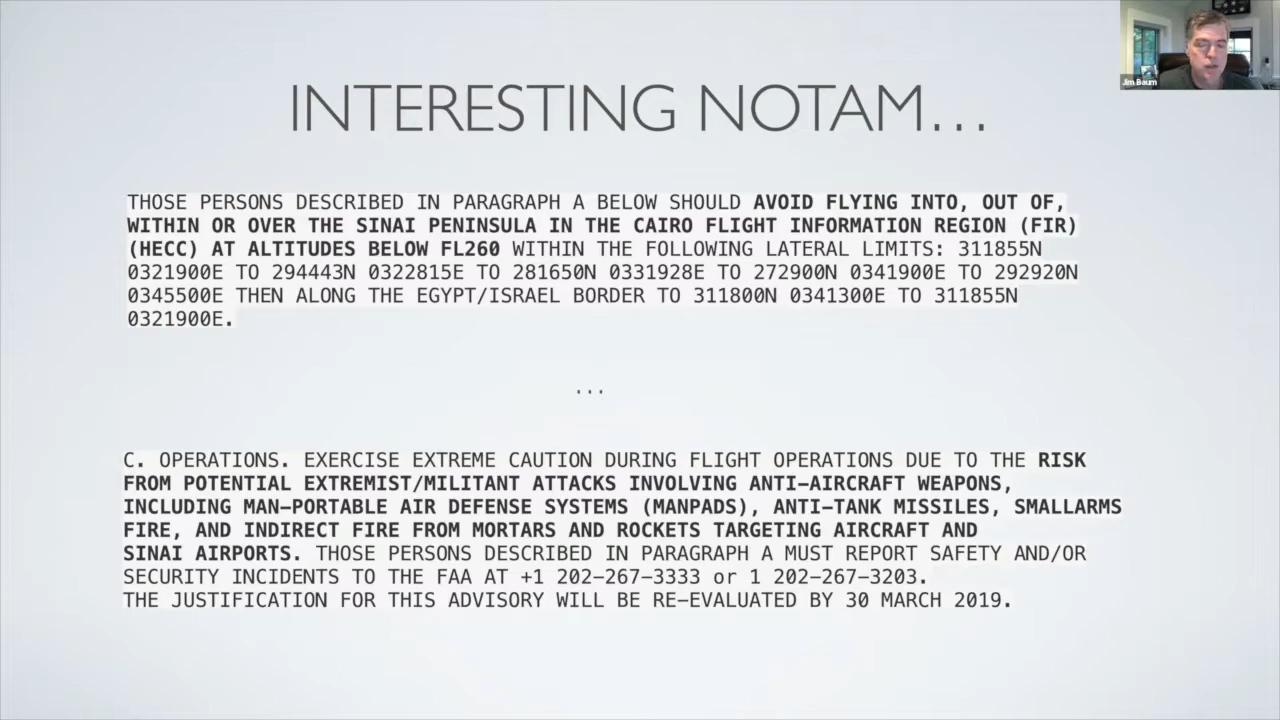 Jim Baum
INTERESTING NOTAM...
THOSE PERSONS DESCRIBED IN PARAGRAPH A BELOW SHOULD AVOID FLYING INTO, OUT OF,
WITHIN OR OVER THE SINAI PENINSULA IN THE CAIRO FLIGHT INFORMATION REGION (FIR)
(HECC) AT ALTITUDES BELOW FL260 WITHIN THE FOLLOWING LATERAL LIMITS: 311855N
0321900E TO 294443N 0322815E TO 281650N 0331928E TO 272900N 0341900E TO 292920N
0345500E THEN ALONG THE EGYPT/ISRAEL BORDER TO 311800N 0341300E TO 311855N
0321900E.
...
C. OPERATIONS. EXERCISE EXTREME CAUTION DURING FLIGHT OPERATIONS DUE TO THE RISK
FROM POTENTIAL EXTREMIST/MILITANT ATTACKS INVOLVING ANTI-AIRCRAFT WEAPONS,
INCLUDING MAN-PORTABLE AIR DEFENSE SYSTEMS (MANPADS), ANTI-TANK MISSILES, SMALLARMS
FIRE, AND INDIRECT FIRE FROM MORTARS AND ROCKETS TARGETING AIRCRAFT AND
SINAI AIRPORTS. THOSE PERSONS DESCRIBED IN PARAGRAPH A MUST REPORT SAFETY AND/OR
SECURITY INCIDENTS TO THE FAA AT +1 202-267-3333 or 1 202-267-3203.
THE JUSTIFICATION FOR THIS ADVISORY WILL BE RE-EVALUATED BY 30 MARCH 2019.